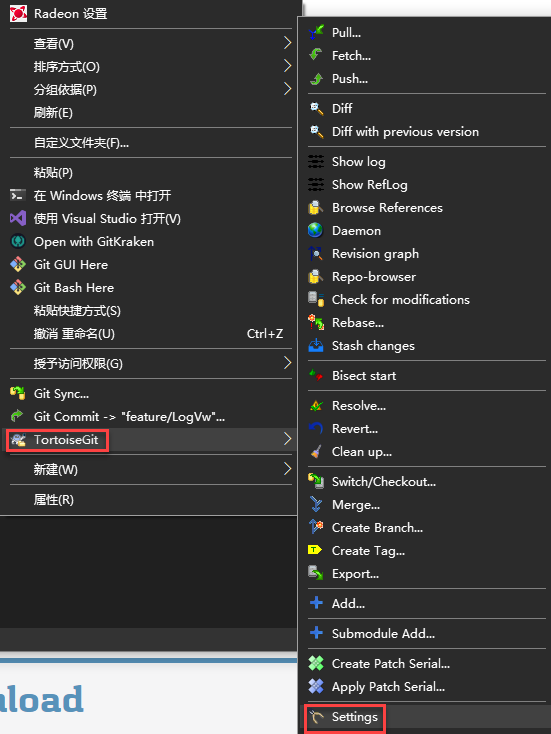 Radeon 设置
查看(V)
排序方式(O)
分组依据(P)
刷新(E)
自定义文件夹(F)...
粘贴(P)
在 Windows 终端 中打开
使用 Visual Studio 打开(V)
Open with GitKraken
Git GUI Here
Git Bash Here
粘贴快捷方式(S)
撤消 重命名(U) Ctrl+Z
授予访问权限(G)
Git Sync...
Git Commit -> "feature/LogVw"...
TortoiseGit
新建(W)
属性(R)
nload
Pull...
Fetch...
Push...
Diff
Diff with previous version
Show log
Show RefLog
Browse References
Daemon
Revision graph
Repo-browser
Check for modifications
Rebase...
Stash changes
Bisect start
Resolve...
Revert...
Clean up...
Switch/Checkout...
Merge...
Create Branch...
Create Tag...
Export...
Add...
Submodule Add...
Create Patch Serial...
Apply Patch Serial...
Settings